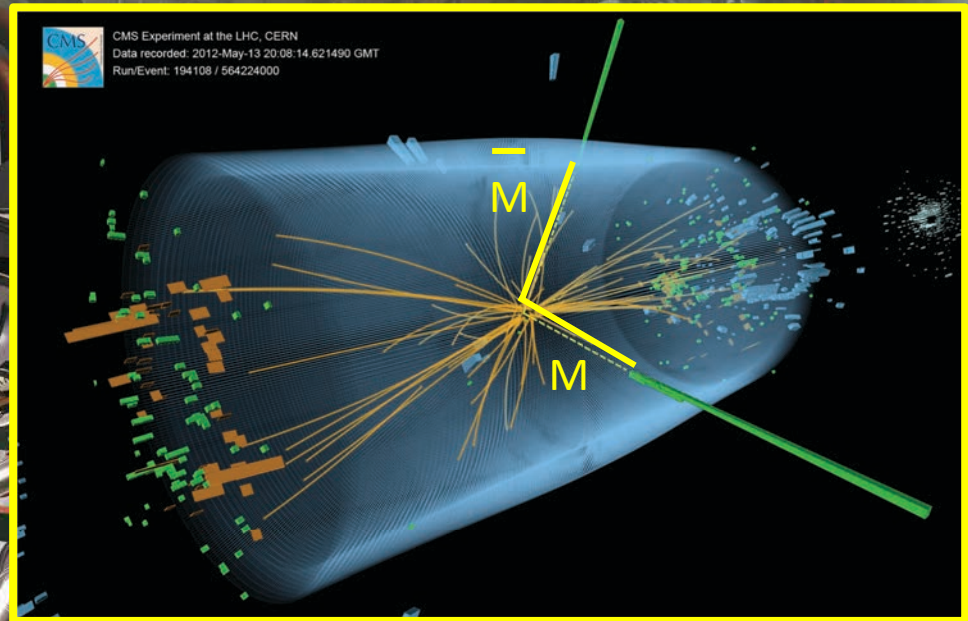 CMS
CMS Experiment at the LHC, CERN
Data recorded: 2012-May-13 20:08:14.621490 GMT
Run/Event: 194108 / 564224000
M̅
M